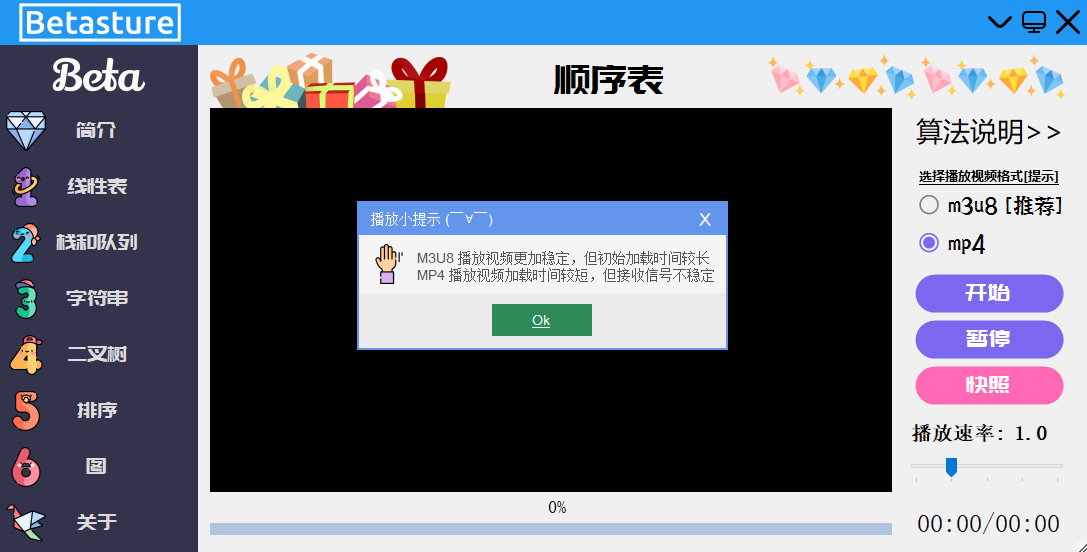 Betasture
Beta
简介
线性表
栈和队列
字符串
二叉树
排序
图
关于
顺序表
播放小提示 (￣∀￣)
X
M3U8 播放视频更加稳定，但初始加载时间较长
MP4 播放视频加载时间较短，但接收信号不稳定
Ok
0%
算法说明>>
选择播放视频格式[提示]
m3u8 [推荐]
mp4
开始
暂停
快照
播放速率: 1.0
00:00/00:00